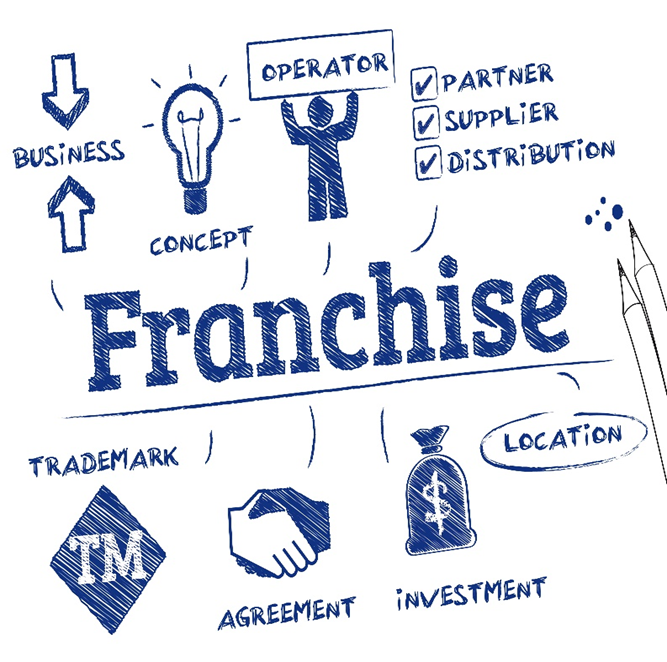 OPERATOR
PARTNER
SUPPLiER
DiSTRiBUTiON
BUSiNESS
CONCEPT
Franchise
LOCATiON
TRADEMARK
TM
$
AGREEMENT
iNVESTMENT